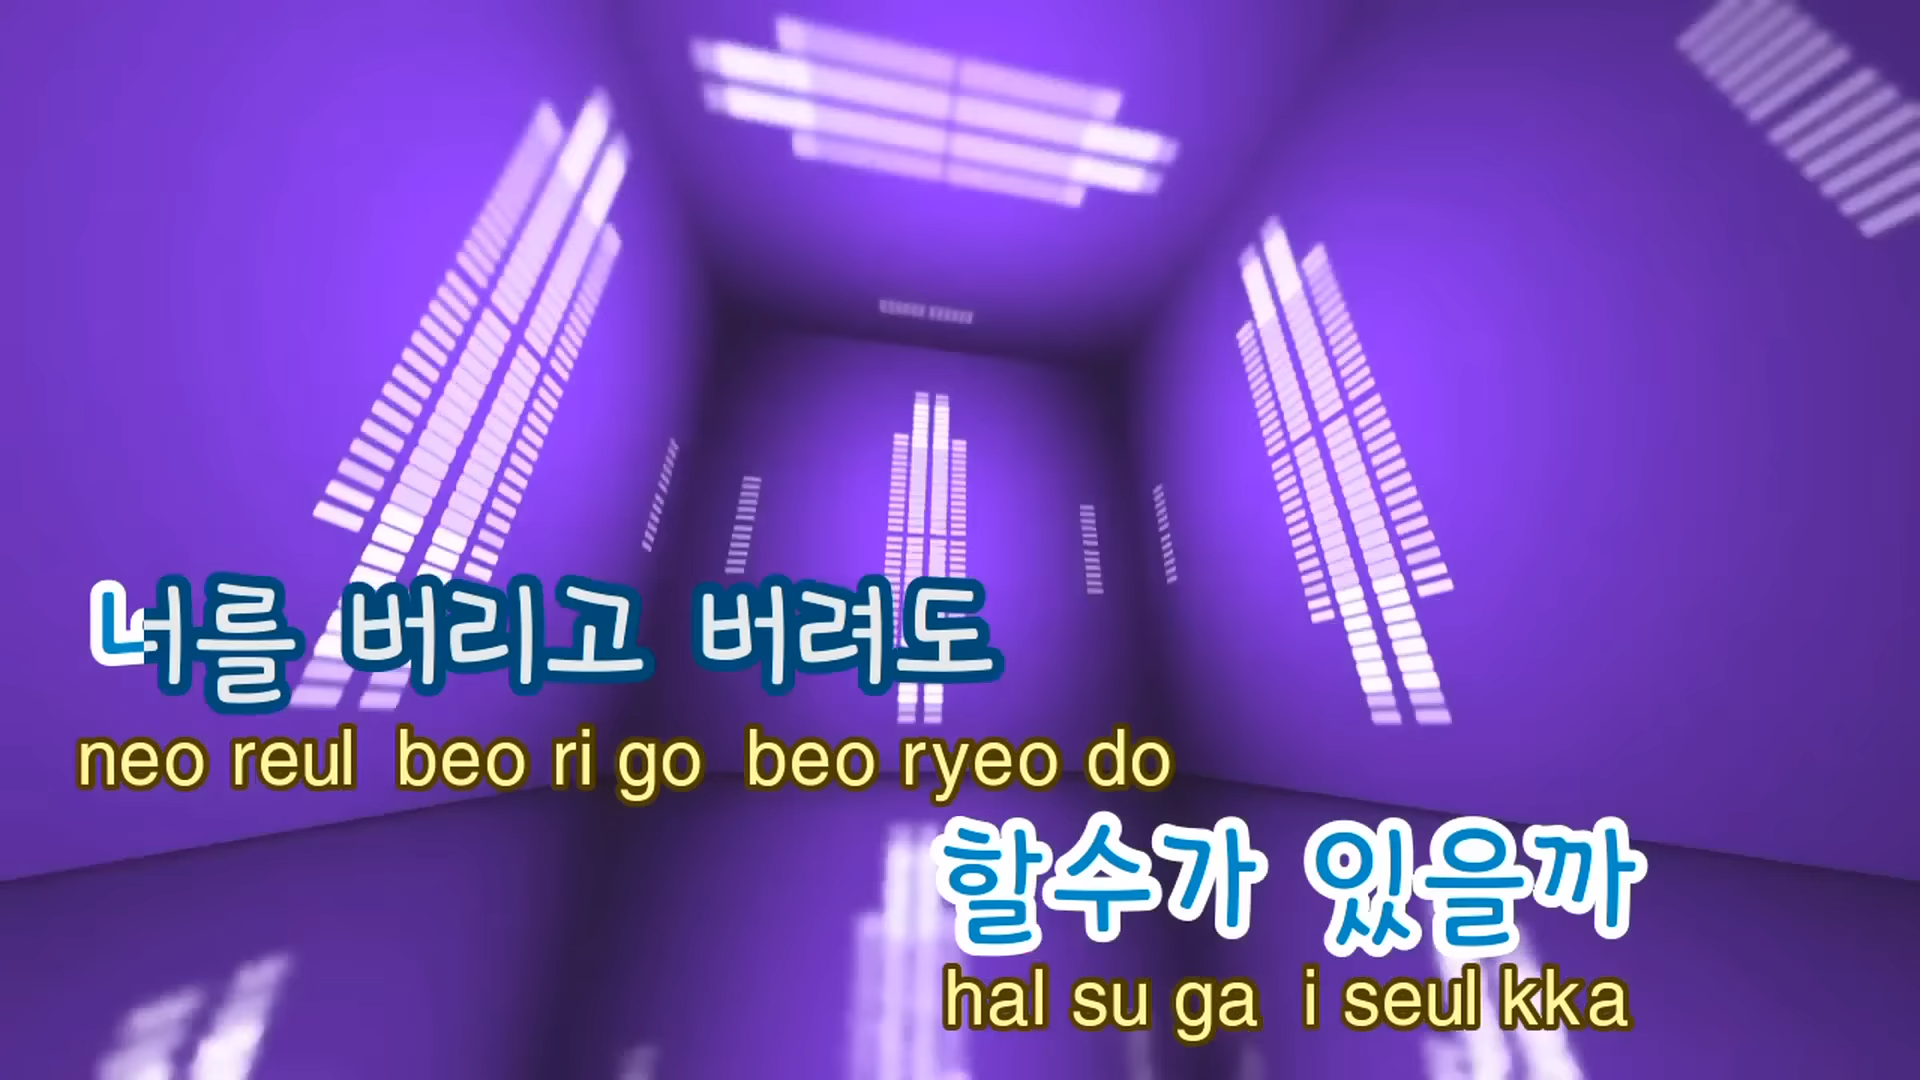 너를 버리고 버려도
neo reul beo ri go beo ryeo do
할수가 있을까
hal su ga i seul kka